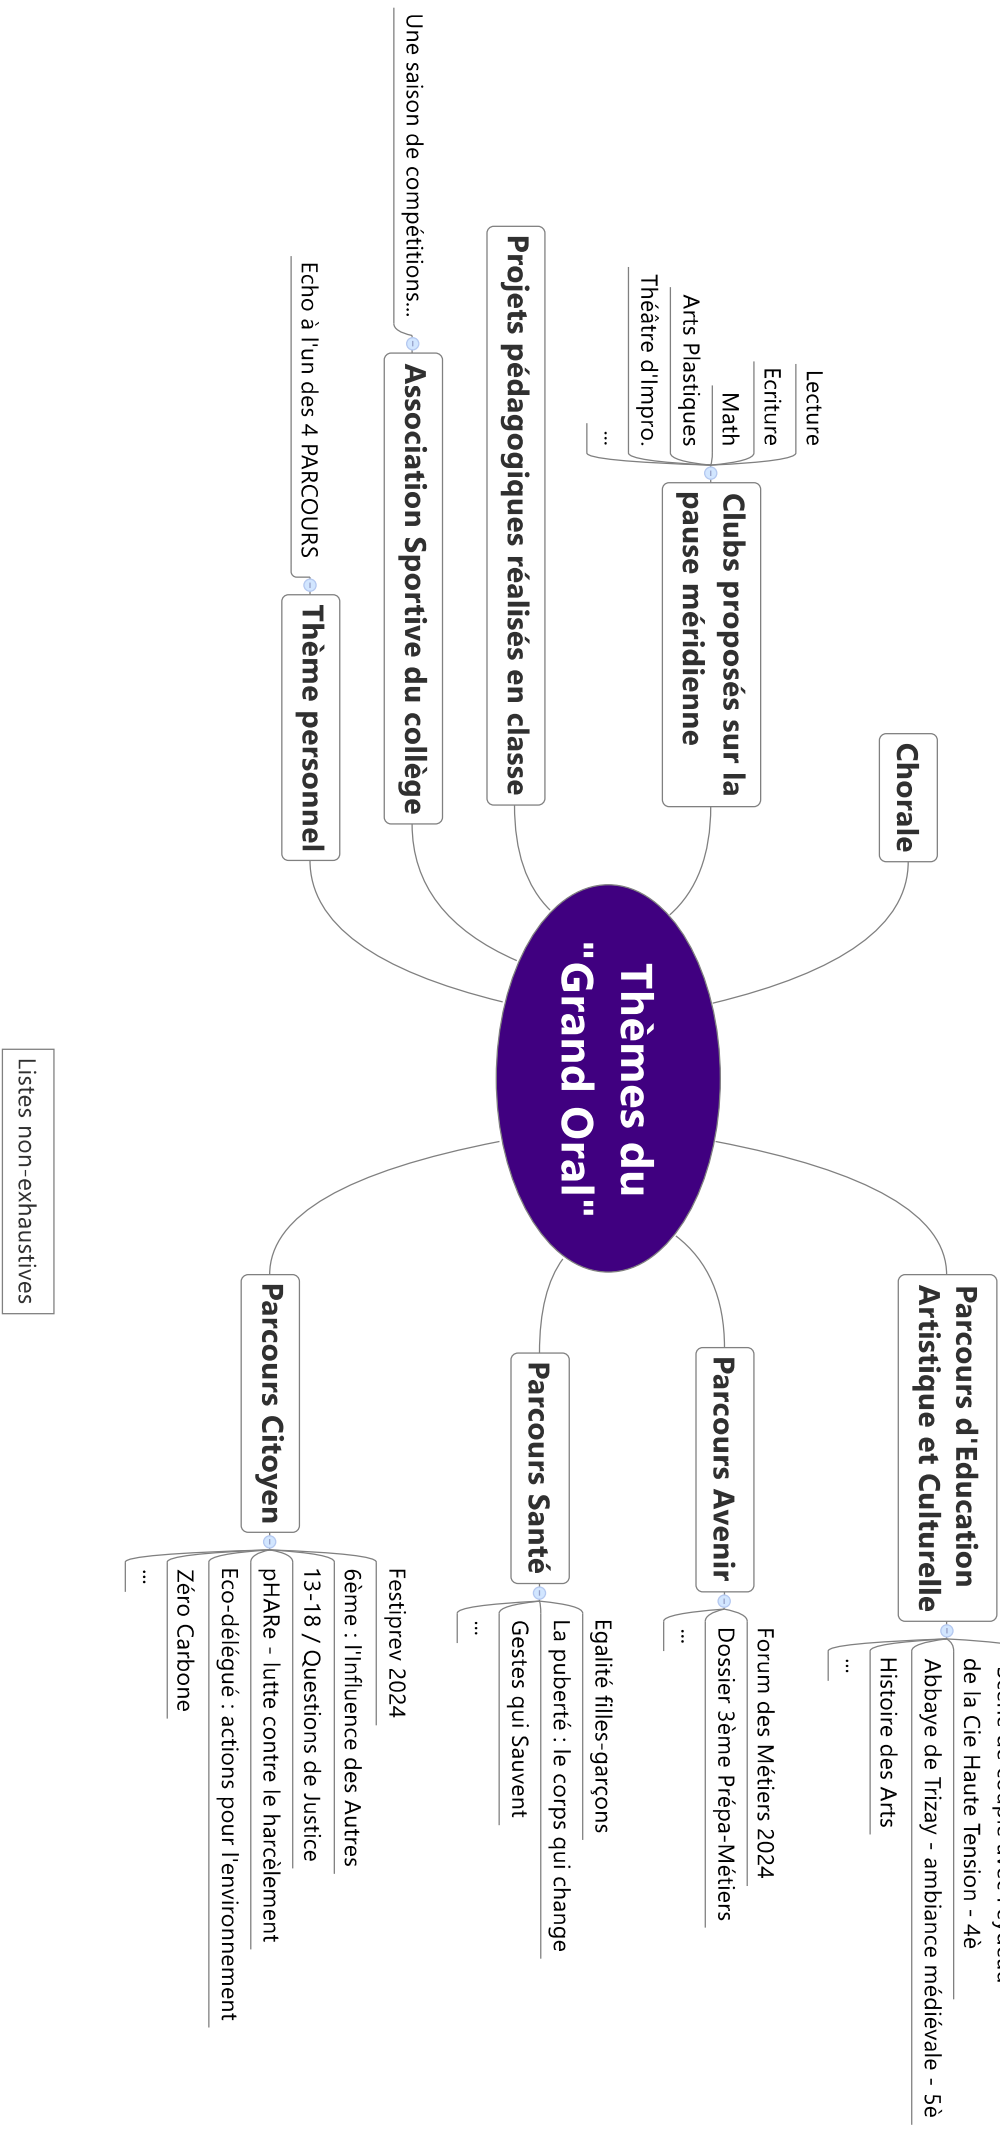 Thèmes du
"Grand Oral"
Parcours d'Education
Artistique et Culturelle
de la Cie Haute Tension - 4è
Abbaye de Trizay - ambiance médiévale - 5è
Histoire des Arts
...
Parcours Avenir
Forum des Métiers 2024
Dossier 3ème Prépa-Métiers
...
Parcours Santé
Egalité filles-garçons
La puberté : le corps qui change
Gestes qui Sauvent
...
Parcours Citoyen
Festiprev 2024
6ème : l'Influence des Autres
13-18 / Questions de Justice
pHARe - lutte contre le harcèlement
Eco-délégué : actions pour l'environnement
Zéro Carbone
...
Chorale
Clubs proposés sur la
pause méridienne
Lecture
Ecriture
Math
Arts Plastiques
Théâtre d'Impro.
...
Projets pédagogiques réalisés en classe
Association Sportive du collège
Une saison de compétitions...
Thème personnel
Echo à l'un des 4 PARCOURS
Listes non-exhaustives